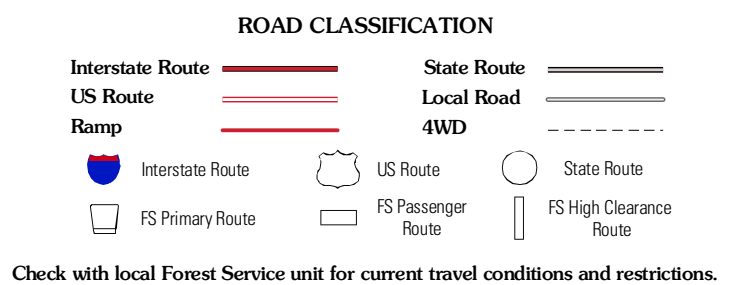 ROAD CLASSIFICATION
Interstate Route
State Route
US Route
Local Road
Ramp
4WD
Interstate Route
US Route
State Route
FS Primary Route
FS Passenger
Route
FS High Clearance
Route
Check with local Forest Service unit for current travel conditions and restrictions.